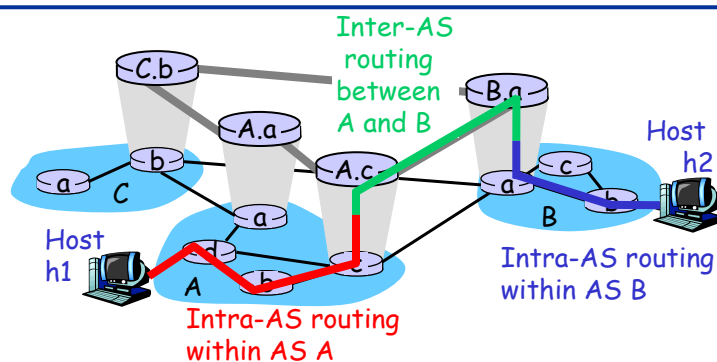 Inter-AS
routing
between
A and B
C.b
B.a
A.a
Host
h2
A.c
b
c
a
a
C
a
b
B
Host
h1
d
c
b
A
Intra-AS routing
within AS B
Intra-AS routing
within AS A